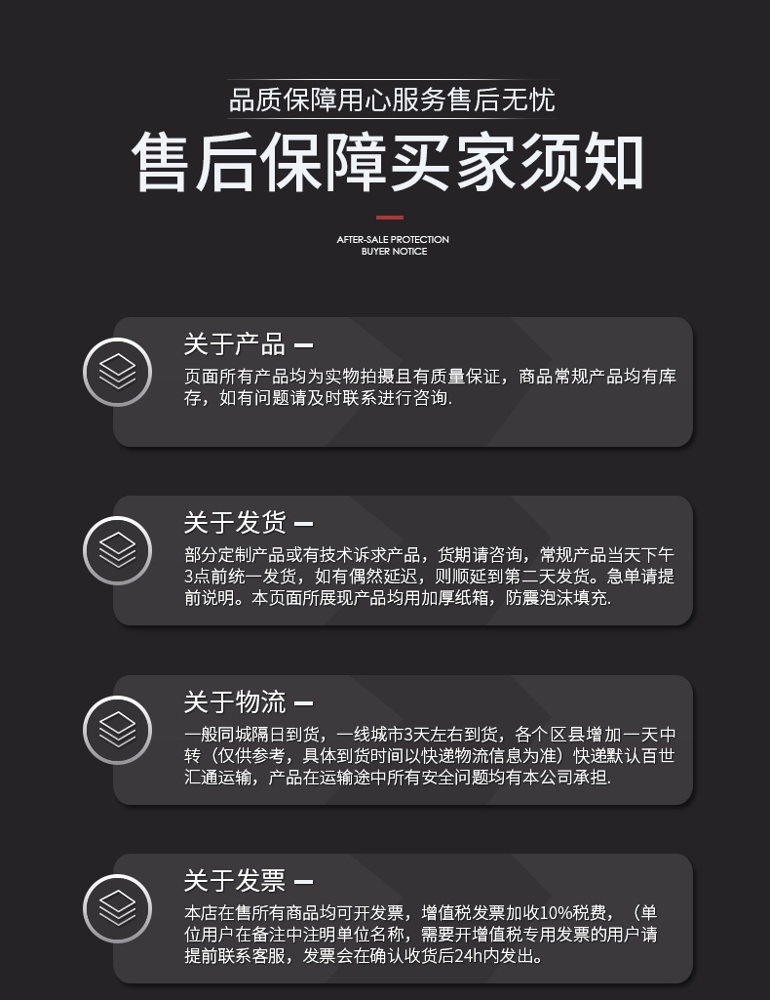 品质保障用心服务售后无忧
售后保障买家须知
AFTER-SALE PROTECTION
BUYER NOTICE
关于产品
页面所有产品均为实物拍摄且有质量保证，商品常规产品均有库
存，如有问题请及时联系进行咨询.
关于发货
部分定制产品或有技术诉求产品，货期请咨询，常规产品当天下午
3点前统一发货，如有偶然延迟，则顺延到第二天发货。急单请提
前说明。本页面所展现产品均用加厚纸箱，防震泡沫填充.
关于物流
一般同城隔日到货，一线城市3天左右到货，各个区县增加一天中
转（仅供参考，具体到货时间以快递物流信息为准）快递默认百世
汇通运输，产品在运输途中所有安全问题均有本公司承担.
关于发票
本店在售所有商品均可开发票，增值税发票加收10%税费，（单
位用户在备注中注明单位名称，需要开增值税专用发票的用户请
提前联系客服，发票会在确认收货后24h内发出。